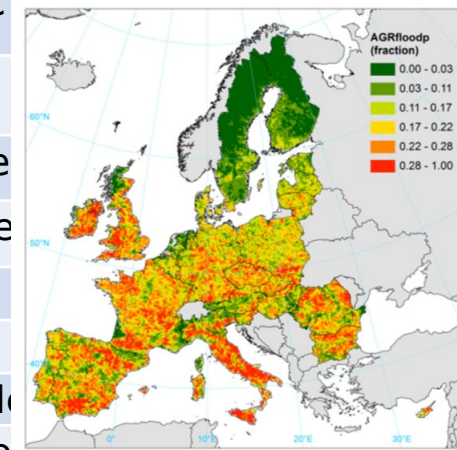 AGRfloodp
(fraction)
0.00 - 0.03
0.03 - 0.11
0.11 - 0.17
0.17 - 0.22
0.22 - 0.28
0.28 - 1.00
60°N
50°N
40°N
0°
10°E
20°E
30°E
e
e